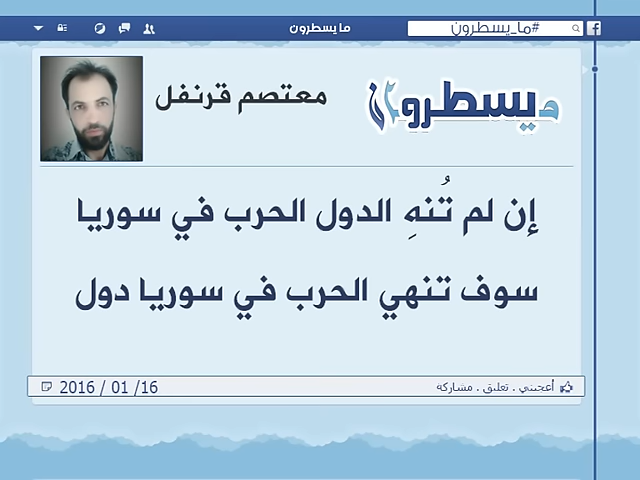 ما يسطرون
#ما_يسطرون
معتصم قرنفل
ما يسطرون
إن لم تُنهِ الدول الحرب في سوريا
سوف تنهي الحرب في سوريا دول
أعجبني . تعليق . مشاركه
2016 / 01 /16